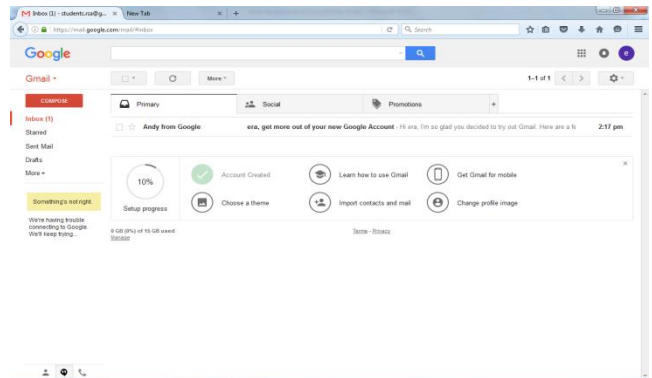 Inbox (1) - students.rca@g...
New Tab
https://mail.google.com/mail/#inbox
Search
Google
e
Gmail
More
1–1 of 1
COMPOSE
Primary
Social
Promotions
Inbox (1)
Starred
Sent Mail
Drafts
More
Andy from Google
era, get more out of your new Google Account - Hi era, I'm so glad you decided to try out Gmail. Here are a fe
2:17 pm
10%
Setup progress
Account Created
Learn how to use Gmail
Get Gmail for mobile
Choose a theme
Import contacts and mail
Change profile image
Something's not right.
We're having trouble
connecting to Google.
We'll keep trying...
0 GB (0%) of 15 GB used
Manage
Terms - Privacy